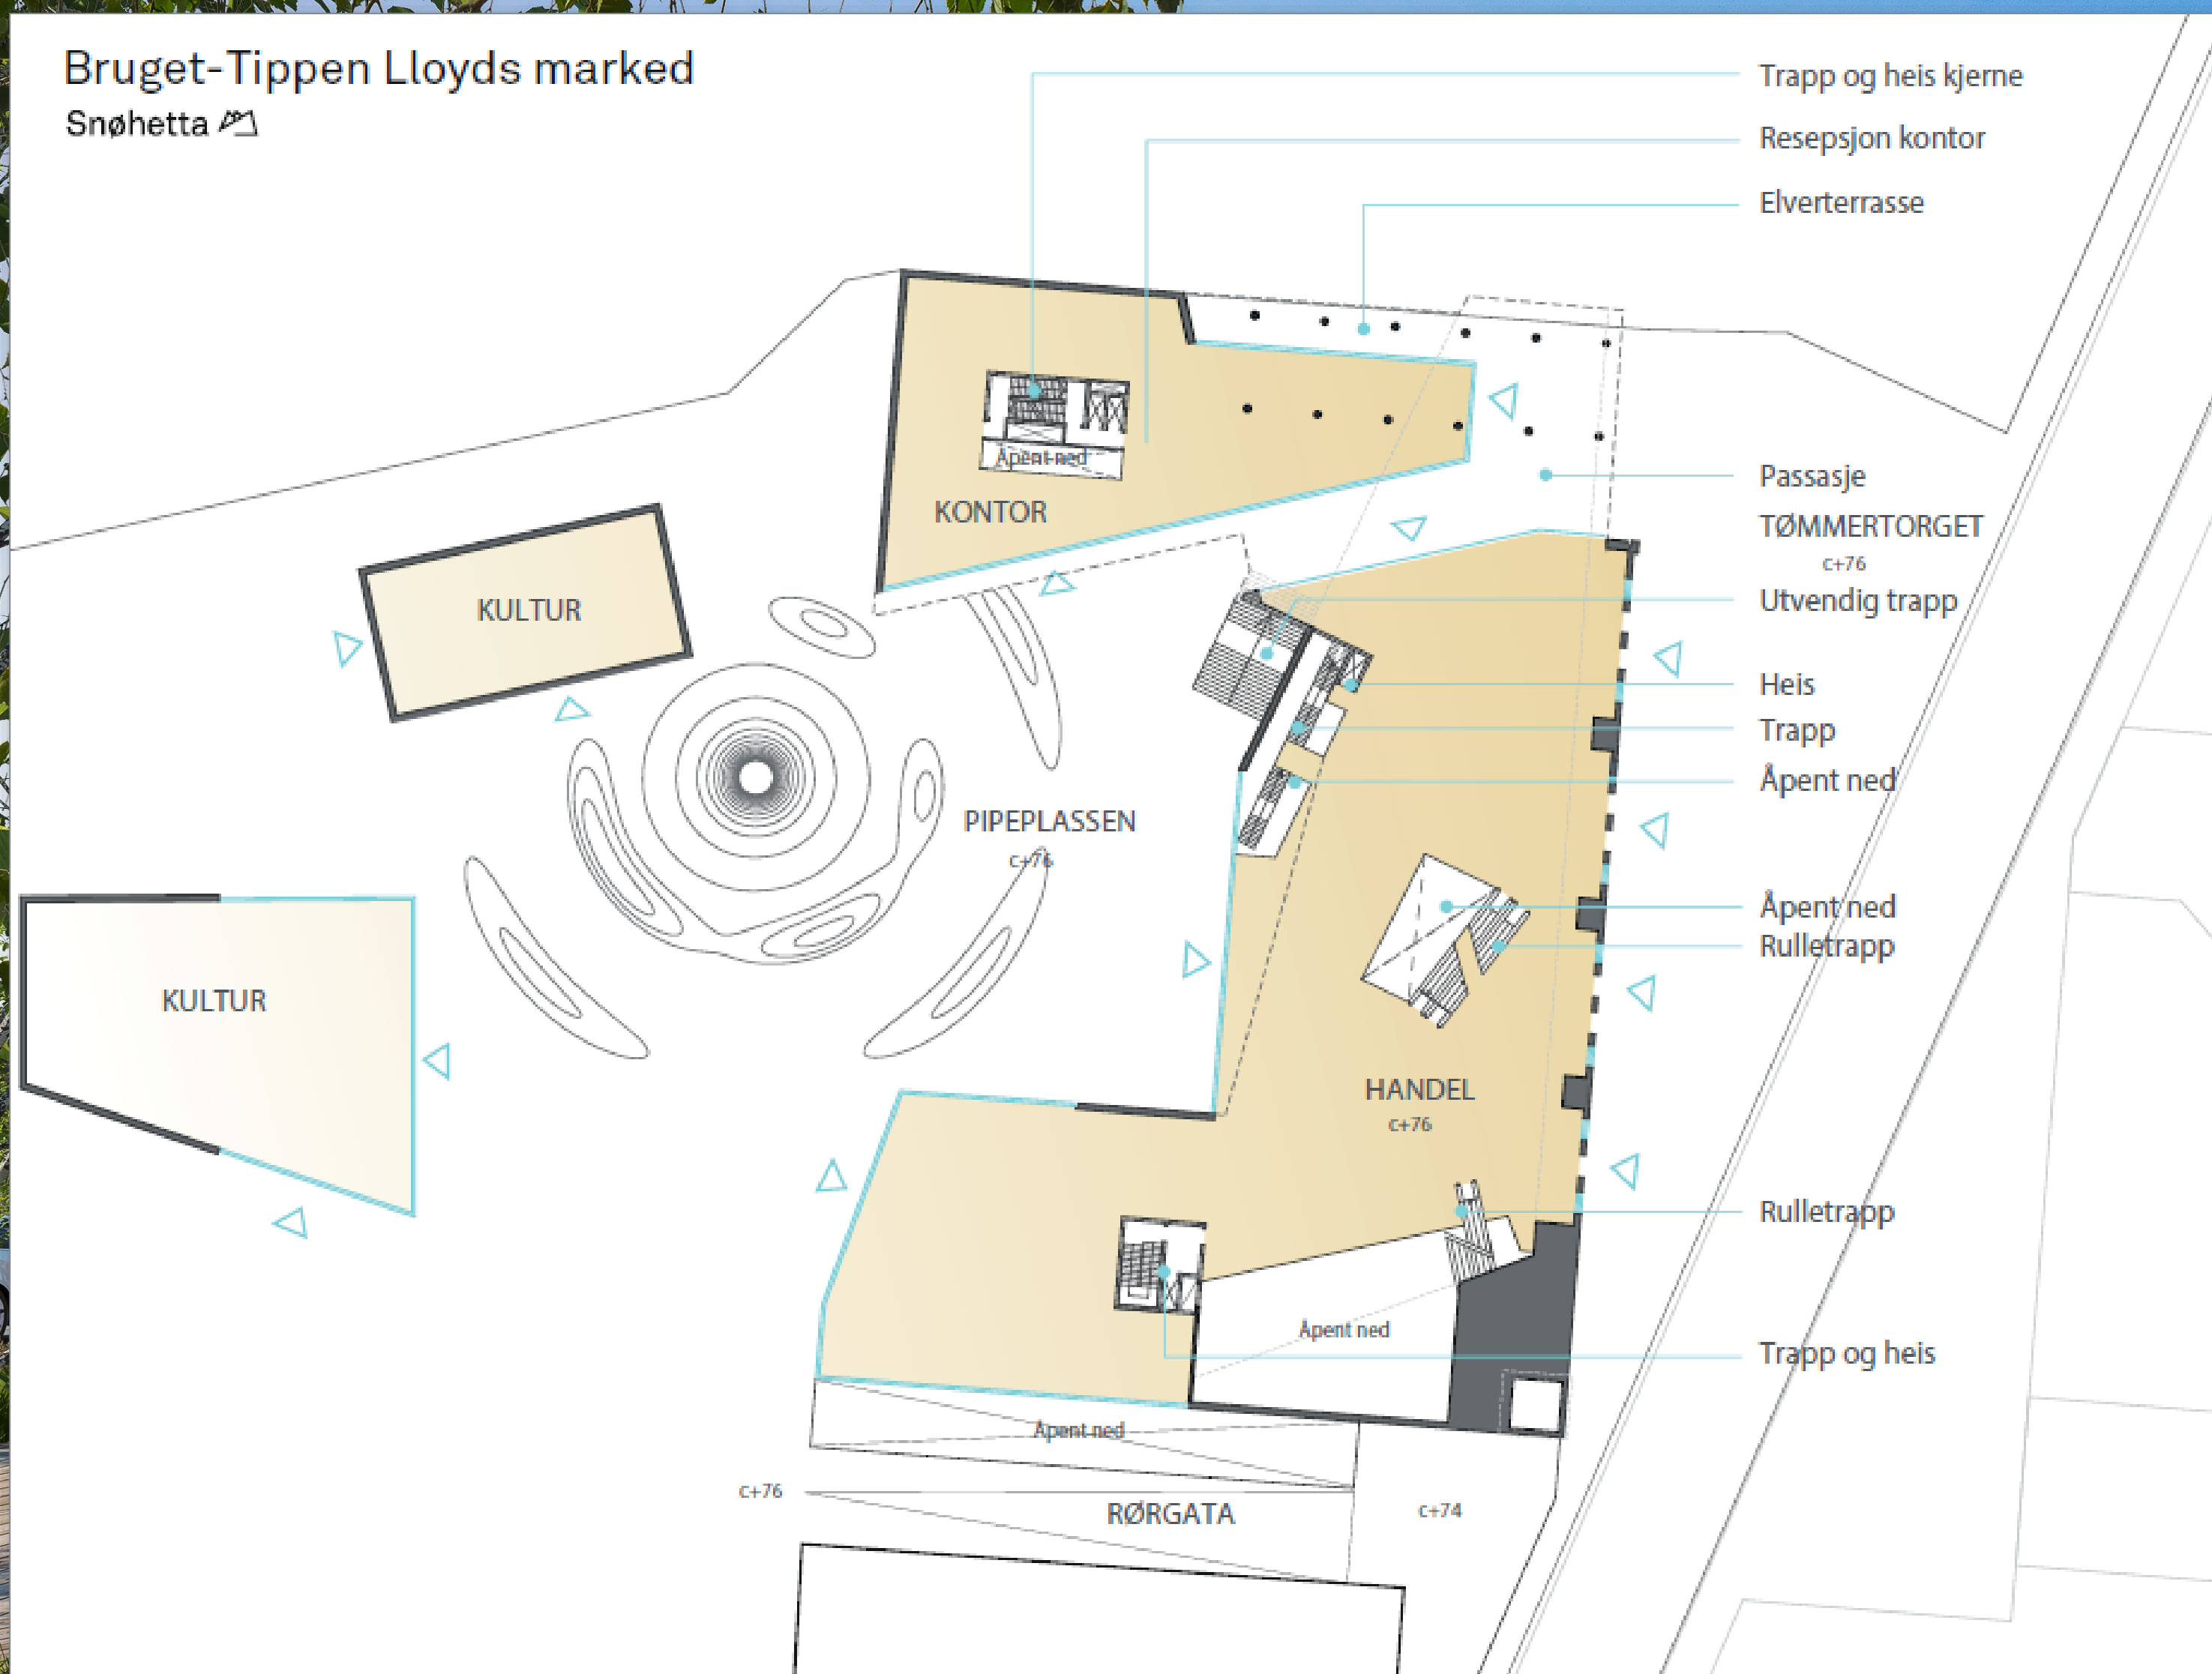 Bruget-Tippen Lloyds marked
Snøhetta
Trapp og heis kjerne
Resepsjon kontor
Elverterrasse
Åpent ned
KONTOR
Passasje
TØMMERTORGET
c+76
KULTUR
Utvendig trapp
Heis
Trapp
Åpent ned
PIPEPLASSEN
c+76
Åpent ned
Rulletrapp
KULTUR
HANDEL
c+76
Rulletrapp
Åpent ned
Trapp og heis
Åpent ned
c+76
RØRGATA
c+74